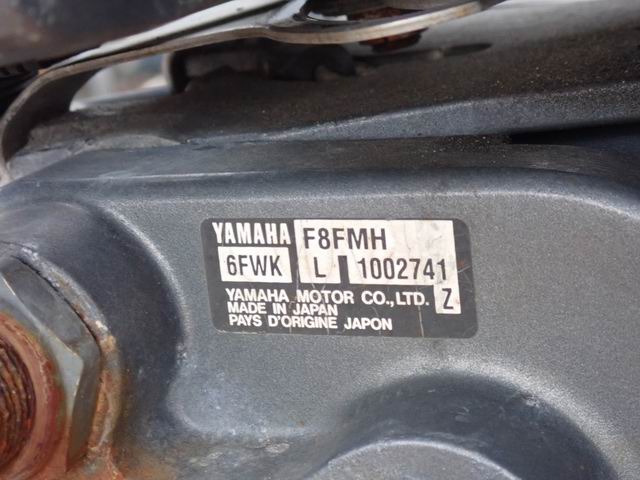 YAMAHA F8FMH
6FWK L 1002741
YAMAHA MOTOR CO.,LTD. Z
MADE IN JAPAN
PAYS D'ORIGINE JAPON